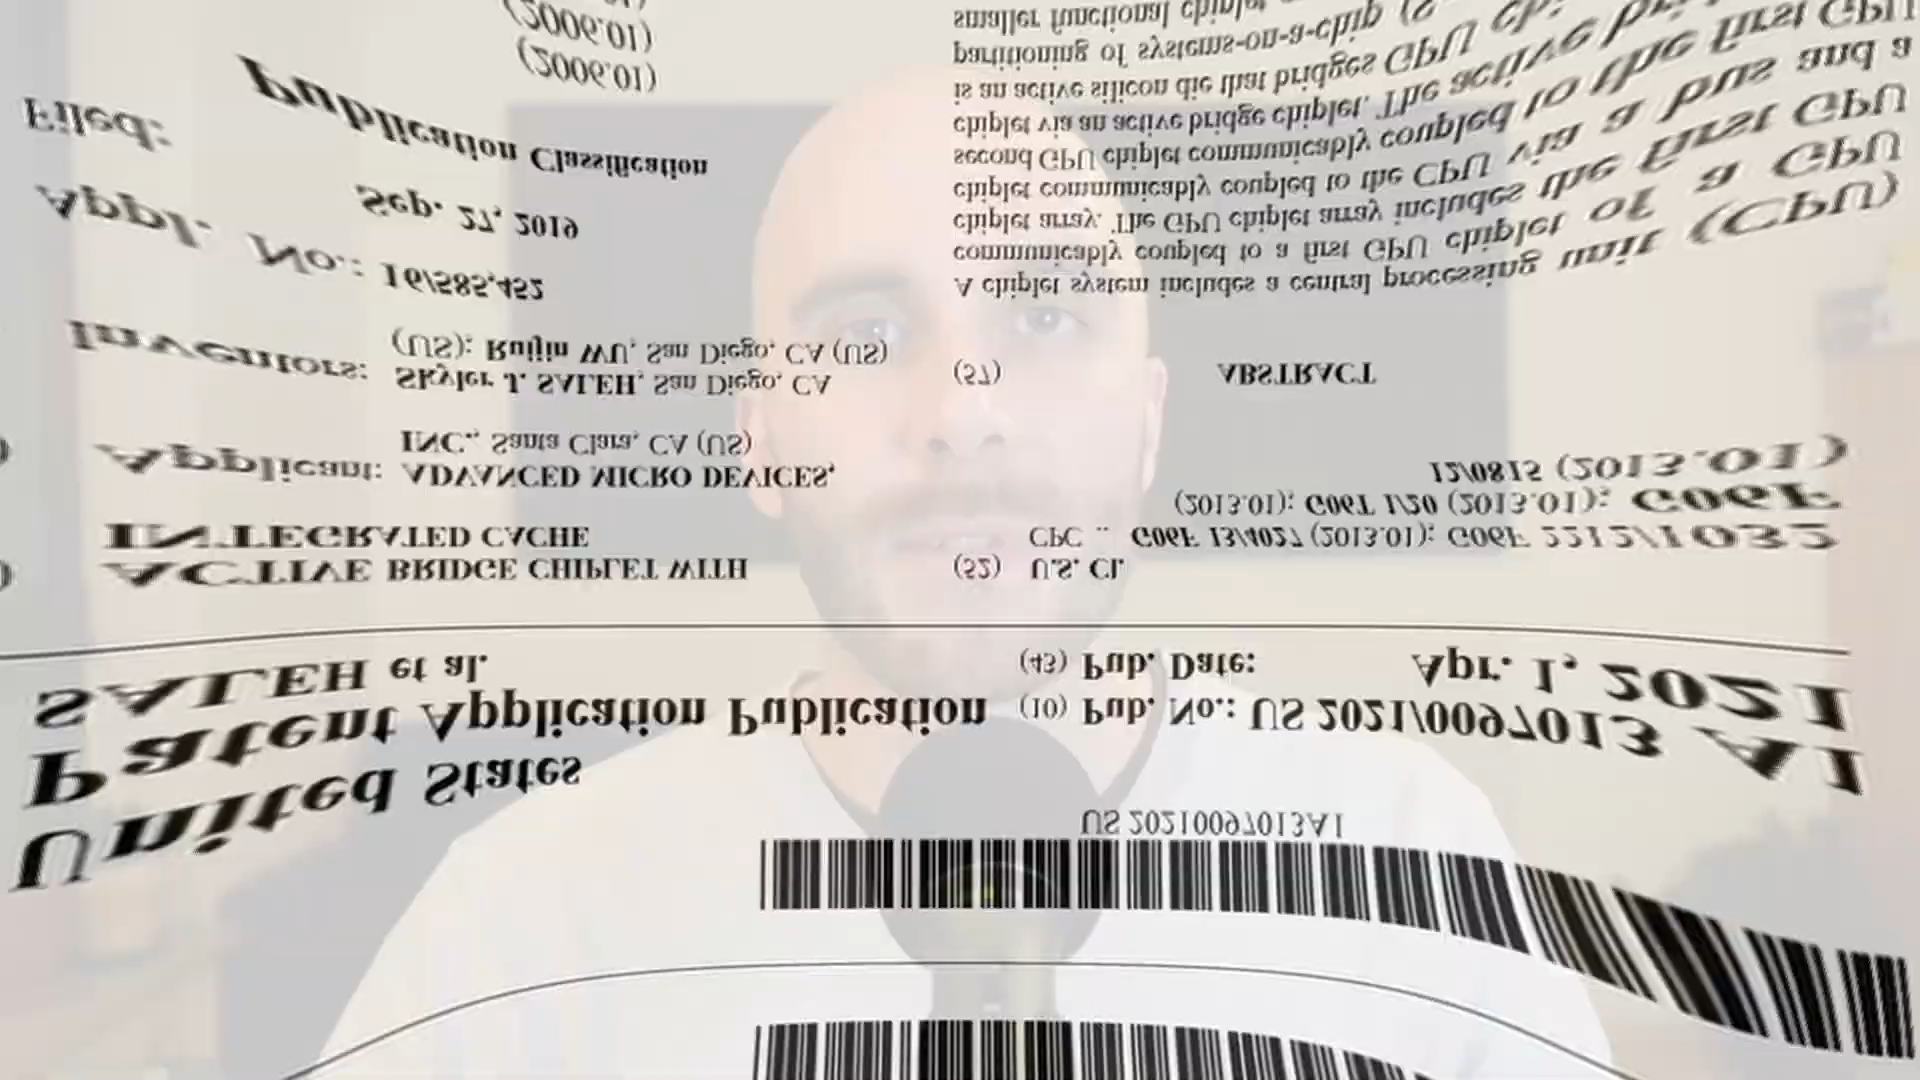 US 20210097013A1
United States
Patent Application Publication
SALEH et al.
(10) Pub. No.: US 2021/0097013 A1
(43) Pub. Date: Apr. 1, 2021
ACTIVE BRIDGE CHIPLET WITH
INTEGRATED CACHE
Applicant: ADVANCED MICRO DEVICES,
INC., Santa Clara, CA (US)
Inventors: Skyler J. SALEH, San Diego, CA
(US); Ruijin WU, San Diego, CA (US)
Appl. No.: 16/585,452
Filed: Sep. 27, 2019
Publication Classification
(2006.01)
(2006.01)
(52) U.S. Cl.
CPC .. G06F 13/4027 (2013.01); G06F 2212/1032
(2013.01); G06T 1/20 (2013.01); G06F
12/0815 (2013.01)
(57) ABSTRACT
A chiplet system includes a central processing unit (CPU)
communicably coupled to a first GPU chiplet of a GPU
chiplet array. The GPU chiplet array includes the first GPU
chiplet communicably coupled to the CPU via a bus and a
second GPU chiplet communicably coupled to the first GPU
chiplet via an active bridge chiplet. The active
is an active silicon die that bridges GPU
partitioning of systems-on-a-chip
smaller functional chiplet